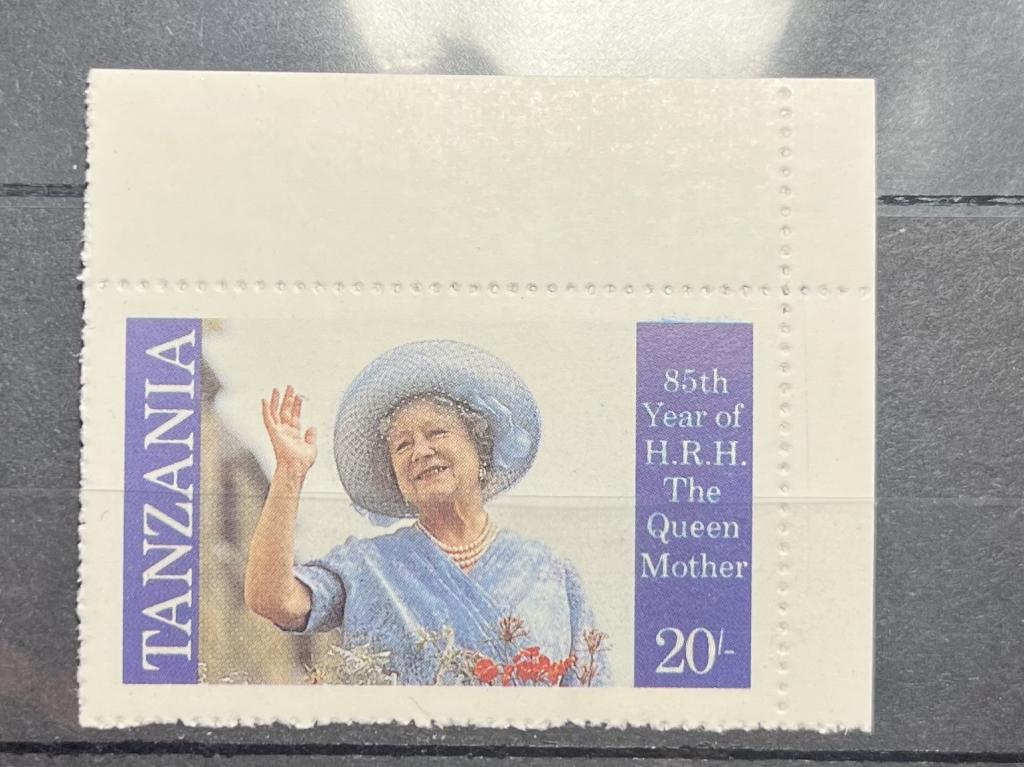 TANZANIA
85th
Year of
H.R.H.
The
Queen
Mother
20/-